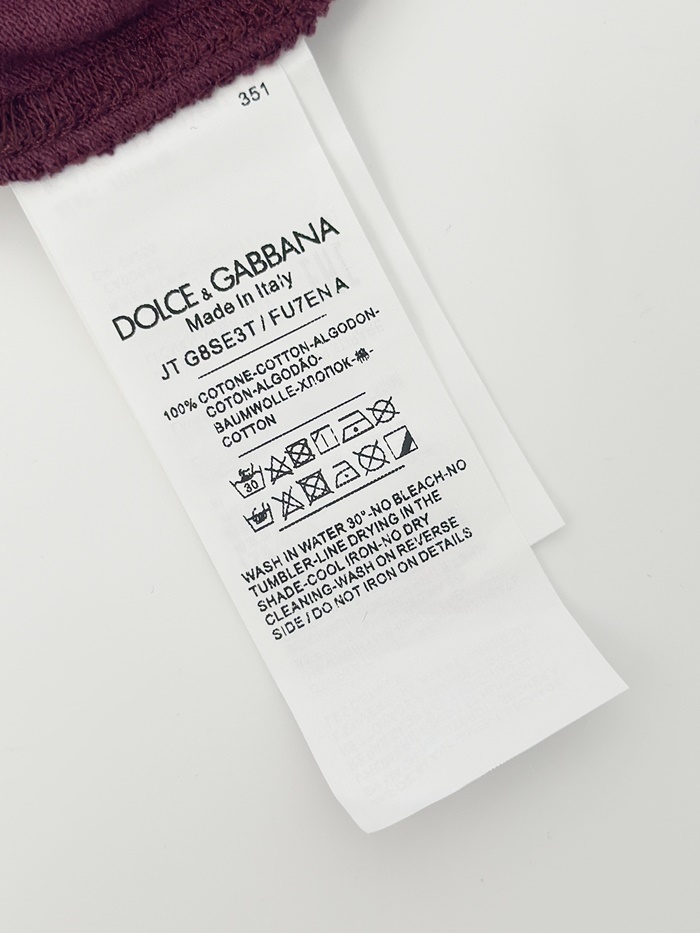 351
DOLCE & GABBANA
Made in Italy
JT G8SE3T / FU7EN A
100% COTONE-COTTON-ALGODON-
COTON-ALGODÃO-
BAUMWOLLE-ХЛОПОК-棉-
COTTON
30
WASH IN WATER 30°-NO BLEACH-NO
TUMBLER-LINE DRYING IN THE
SHADE-COOL IRON-NO DRY
CLEANING-WASH ON REVERSE
SIDE / DO NOT IRON ON DETAILS